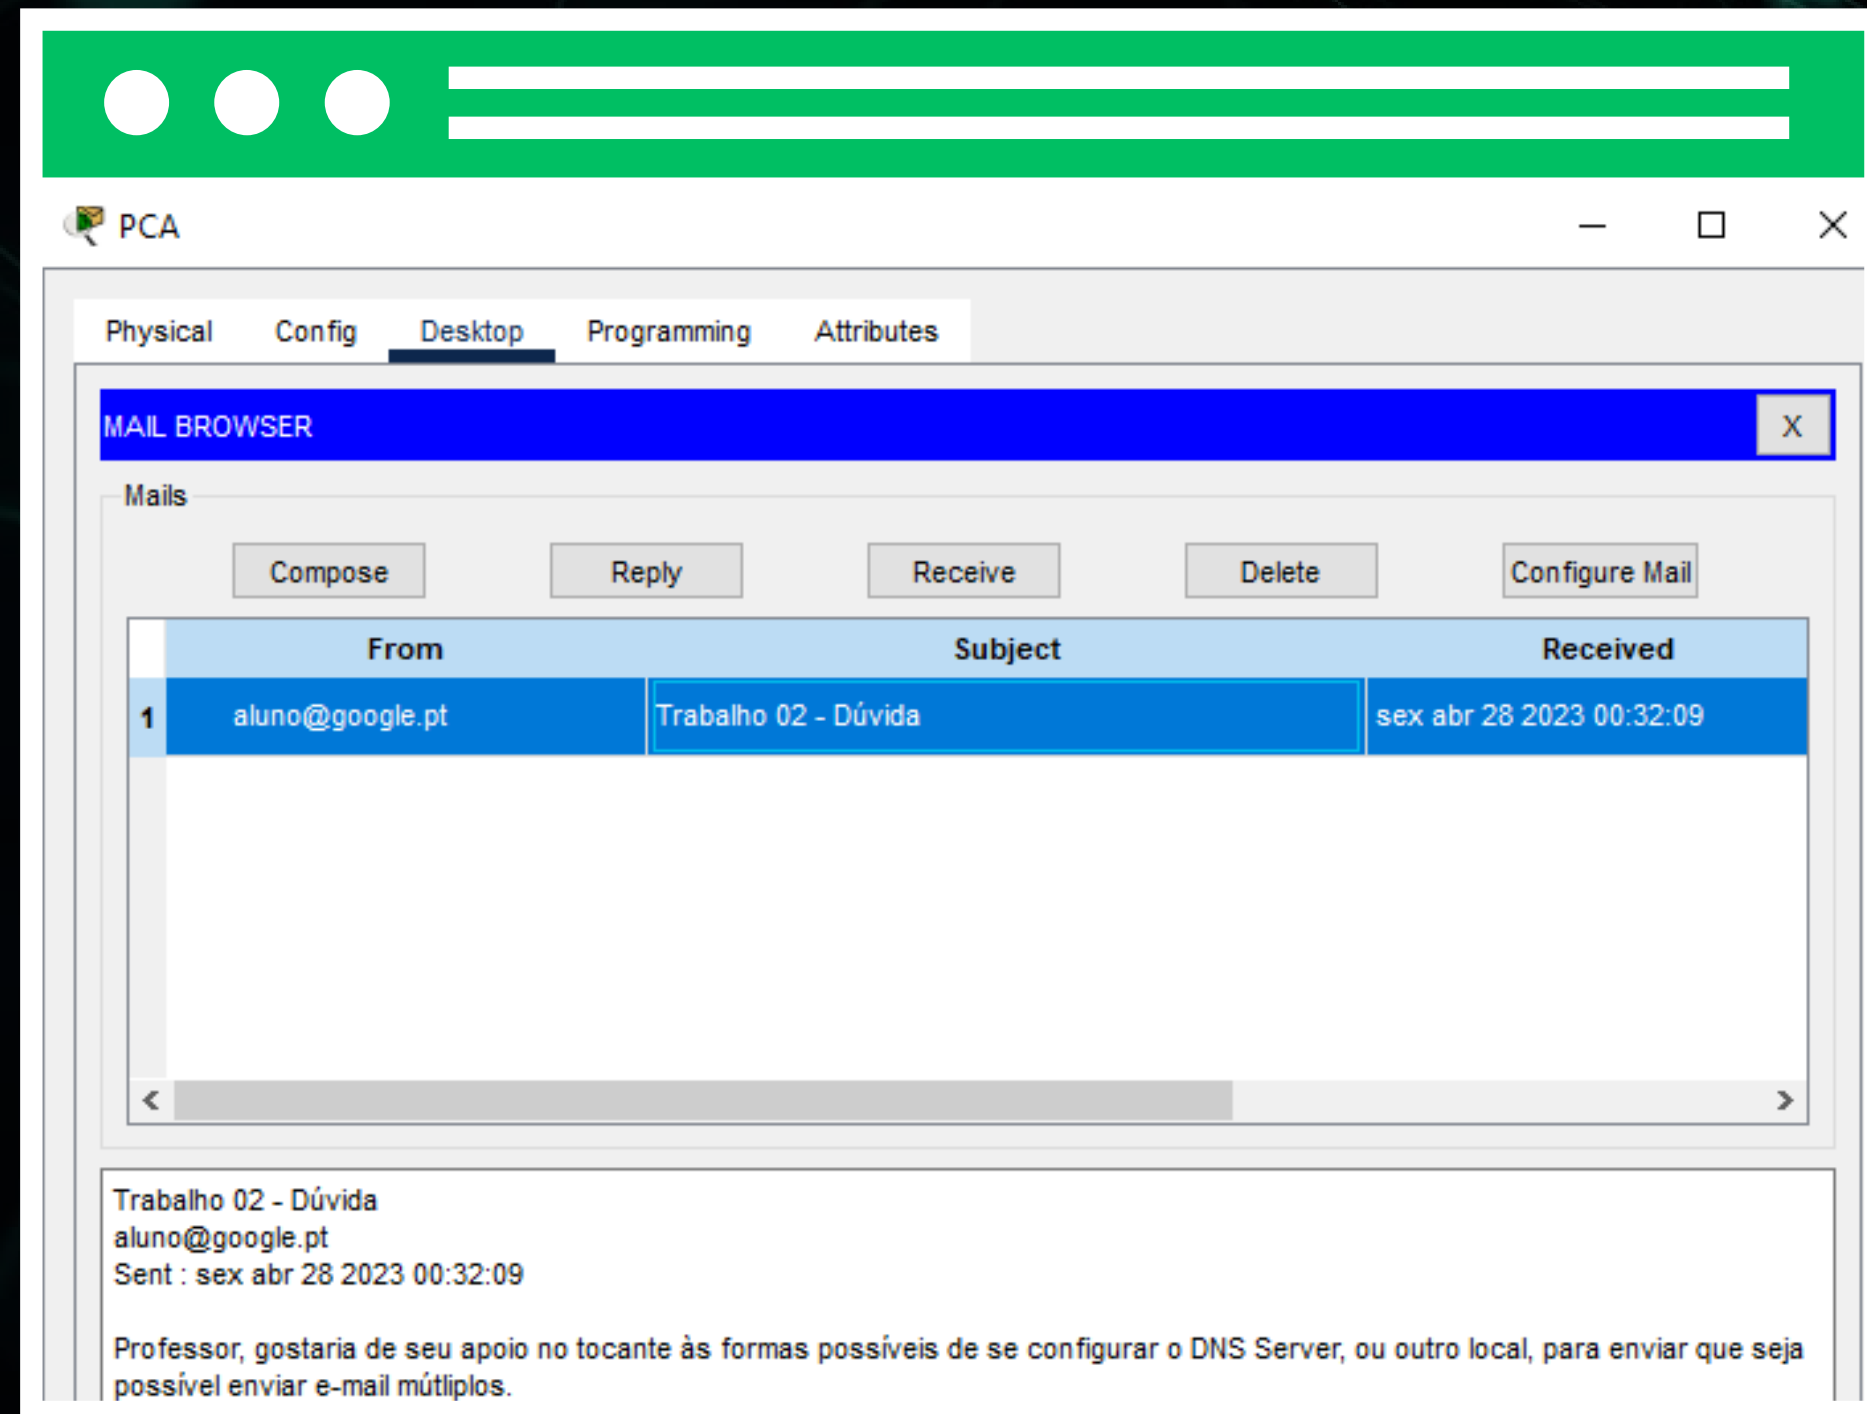 PCA
Physical Config Desktop Programming Attributes
MAIL BROWSER X
Mails
Compose Reply Receive Delete Configure Mail
From Subject Received
1 aluno@google.pt Trabalho 02 - Dúvida sex abr 28 2023 00:32:09
Trabalho 02 - Dúvida
aluno@google.pt
Sent : sex abr 28 2023 00:32:09
Professor, gostaria de seu apoio no tocante às formas possíveis de se configurar o DNS Server, ou outro local, para enviar que seja
possível enviar e-mail mútliplos.